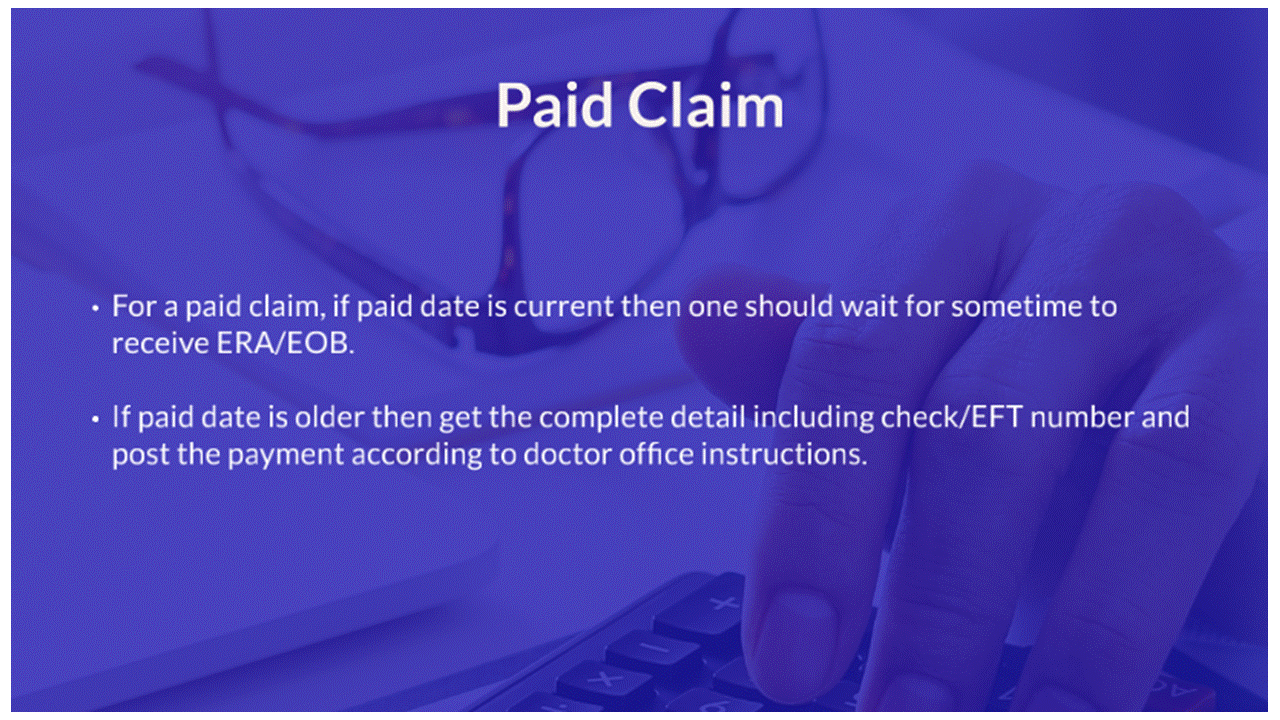 Paid Claim
• For a paid claim, if paid date is current then one should wait for sometime to
receive ERA/EOB.
• If paid date is older then get the complete detail including check/EFT number and
post the payment according to doctor office instructions.